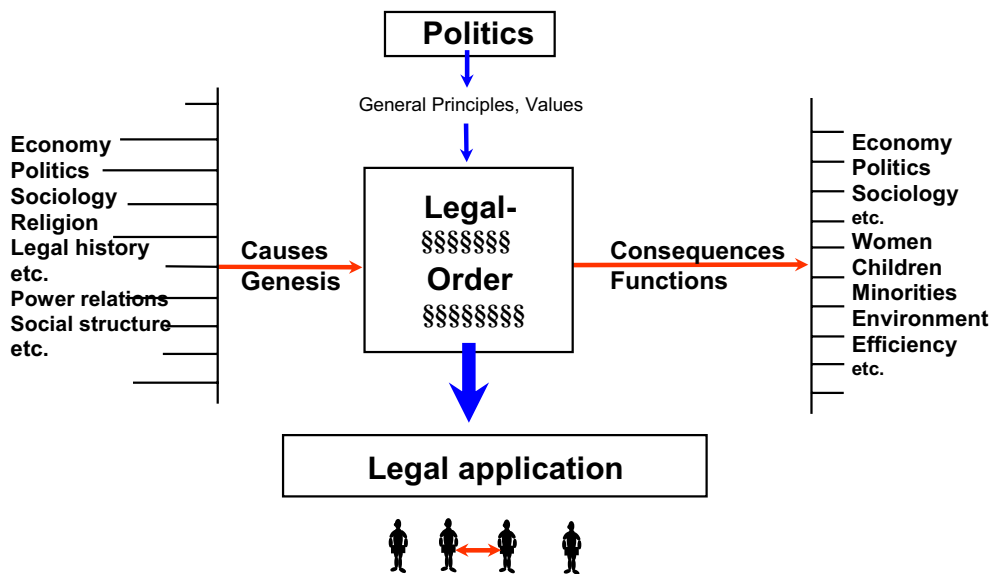 Politics
General Principles, Values
Economy
Politics
Sociology
Religion
Legal history
etc.
Power relations
Social structure
etc.
Causes
Genesis
Legal-
§§§§§§§
Order
§§§§§§§§
Consequences
Functions
Economy
Politics
Sociology
etc.
Women
Children
Minorities
Environment
Efficiency
etc.
Legal application